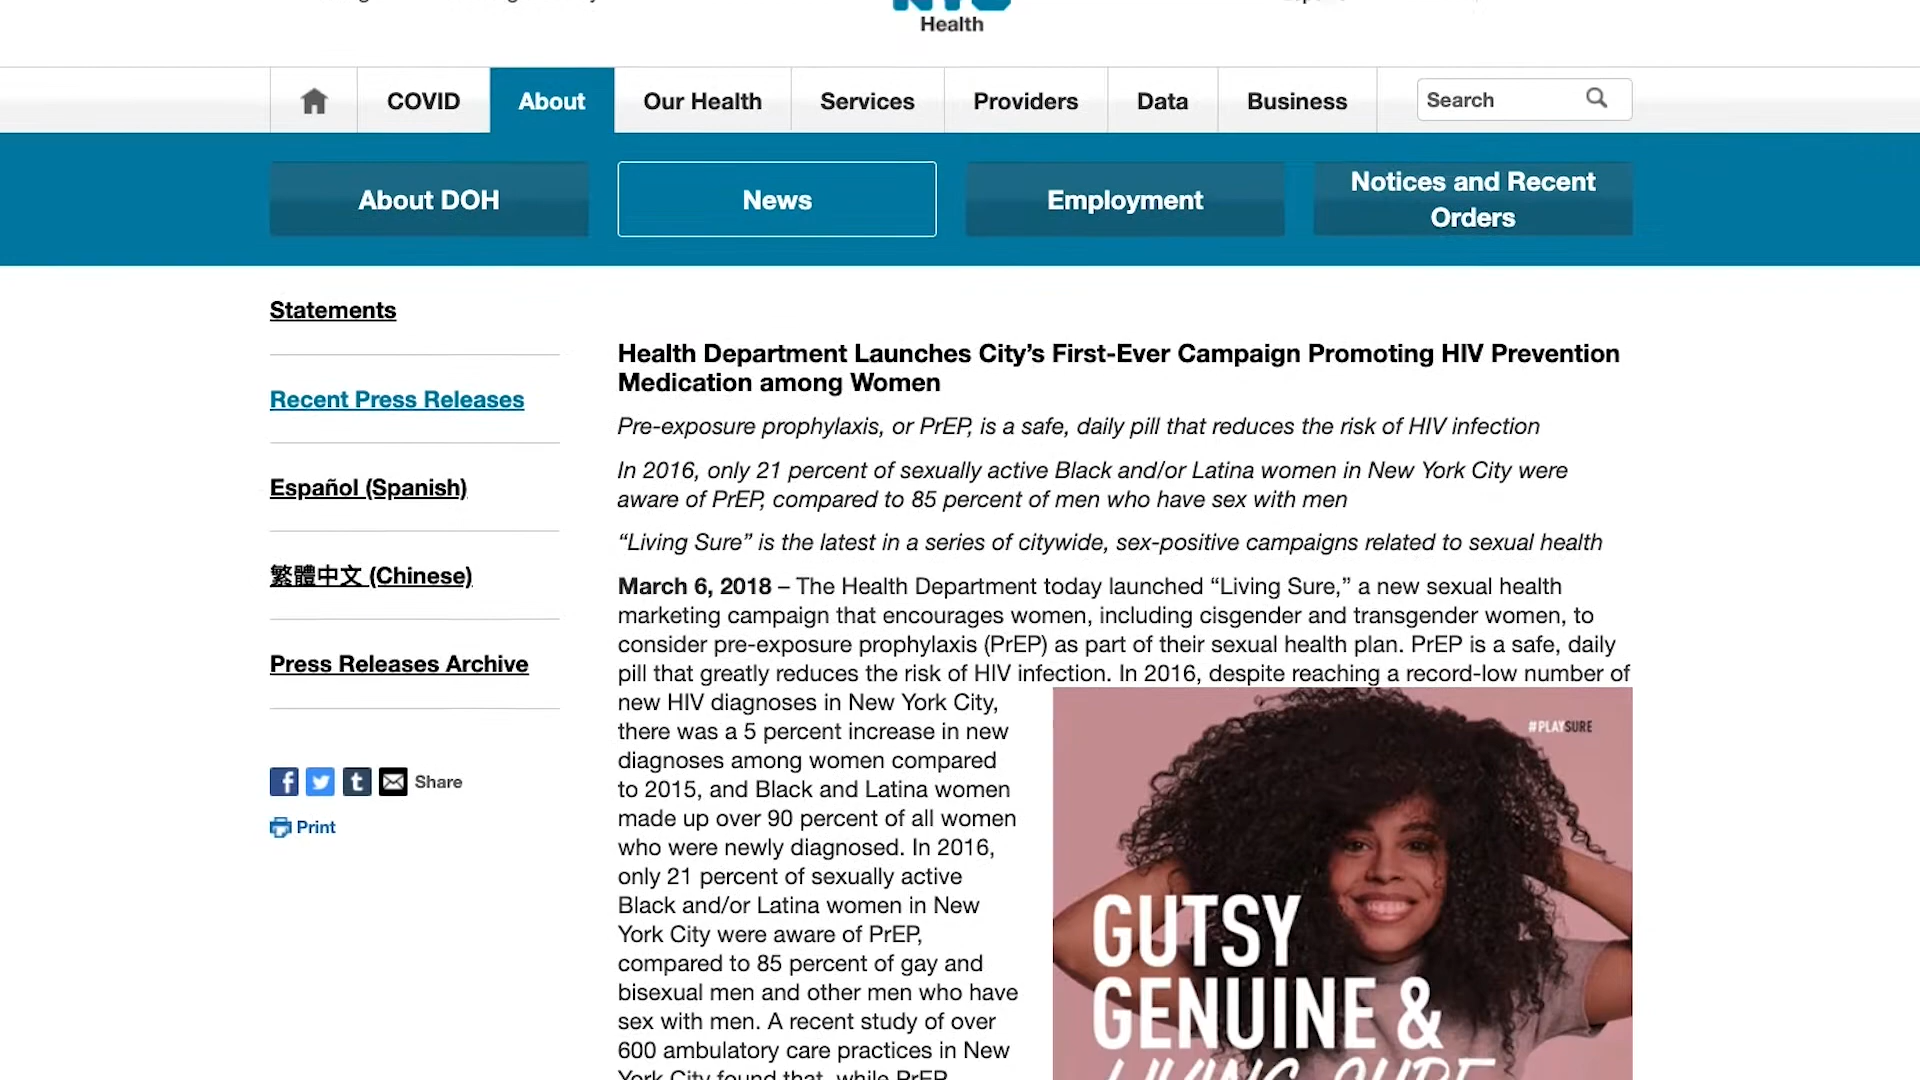 Health
COVID
About
Our Health
Services
Providers
Data
Business
Search
About DOH
News
Employment
Notices and Recent
Orders
Statements
Recent Press Releases
Español (Spanish)
繁體中文 (Chinese)
Press Releases Archive
Share
Print
Health Department Launches City’s First-Ever Campaign Promoting HIV Prevention
Medication among Women
Pre-exposure prophylaxis, or PrEP, is a safe, daily pill that reduces the risk of HIV infection
In 2016, only 21 percent of sexually active Black and/or Latina women in New York City were
aware of PrEP, compared to 85 percent of men who have sex with men
“Living Sure” is the latest in a series of citywide, sex-positive campaigns related to sexual health
March 6, 2018 – The Health Department today launched “Living Sure,” a new sexual health
marketing campaign that encourages women, including cisgender and transgender women, to
consider pre-exposure prophylaxis (PrEP) as part of their sexual health plan. PrEP is a safe, daily
pill that greatly reduces the risk of HIV infection. In 2016, despite reaching a record-low number of
new HIV diagnoses in New York City,
there was a 5 percent increase in new
diagnoses among women compared
to 2015, and Black and Latina women
made up over 90 percent of all women
who were newly diagnosed. In 2016,
only 21 percent of sexually active
Black and/or Latina women in New
York City were aware of PrEP,
compared to 85 percent of gay and
bisexual men and other men who have
sex with men. A recent study of over
600 ambulatory care practices in New
York City found that, while PrEP
#PLAYSURE
GUTSY
GENUINE &
LIVING SURE